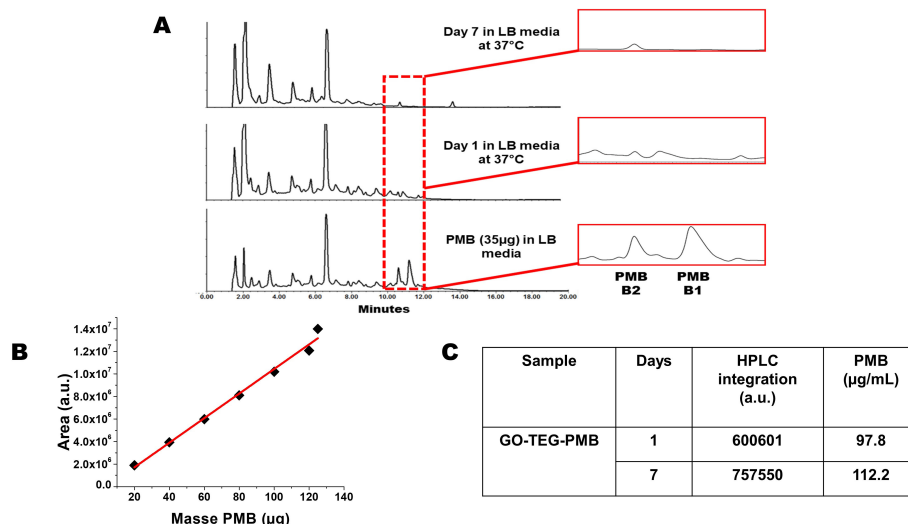 A
Day 7 in LB media
at 37°C
Day 1 in LB media
at 37°C
PMB (35μg) in LB
media
PMB
B2
PMB
B1
0.00 2.00 4.00 6.00 8.00 10.00 12.00 14.00 16.00 18.00 20.00
Minutes
B
Area (a.u.)
1.4x10⁷
1.2x10⁷
1.0x10⁷
8.0x10⁶
6.0x10⁶
4.0x10⁶
2.0x10⁶
0.0
20 40 60 80 100 120 140
Masse PMB (μg)
C
Sample Days HPLC integration (a.u.) PMB (μg/mL)
GO-TEG-PMB 1 600601 97.8
7 757550 112.2